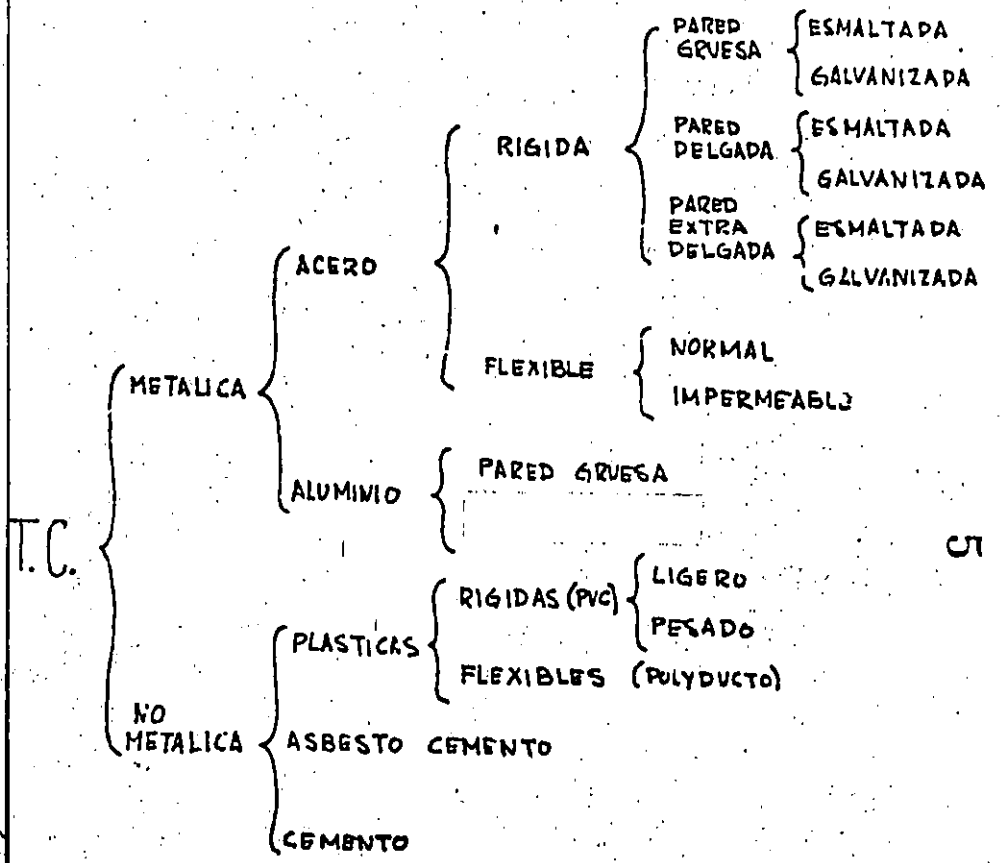 PARED
GRUESA
ESMALTADA
GALVANIZADA
RIGIDA
PARED
DELGADA
ESMALTADA
GALVANIZADA
PARED
EXTRA
DELGADA
ESMALTADA
GALVANIZADA
ACERO
FLEXIBLE
NORMAL
IMPERMEABLE
METALICA
ALUMINIO
PARED GRUESA
T.C.
5
PLASTICAS
RIGIDAS (PVC)
LIGERO
PESADO
FLEXIBLES (POLYDUCTO)
NO
METALICA
ASBESTO CEMENTO
CEMENTO